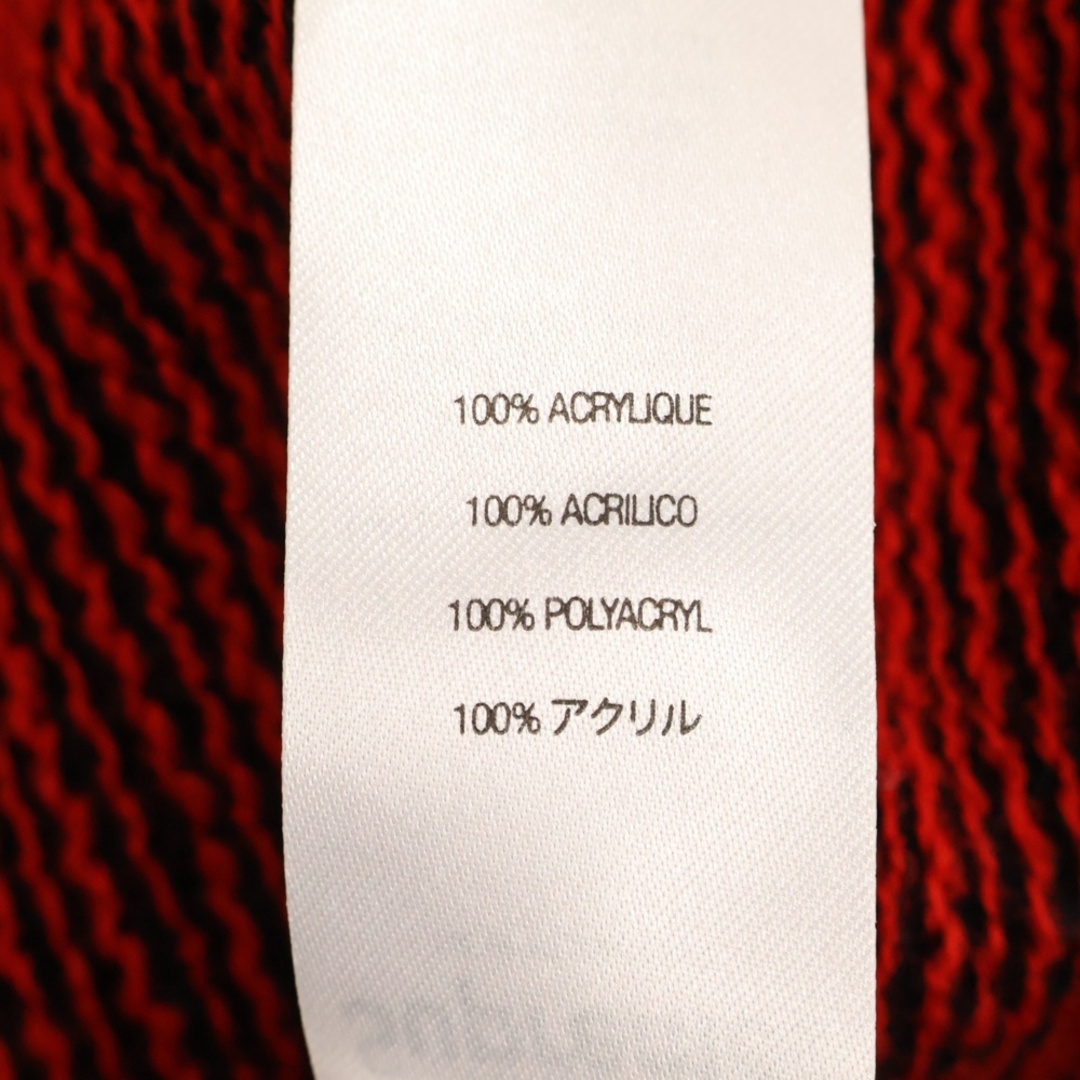 100% ACRYLIQUE
100% ACRILICO
100% POLYACRYL
100% アクリル